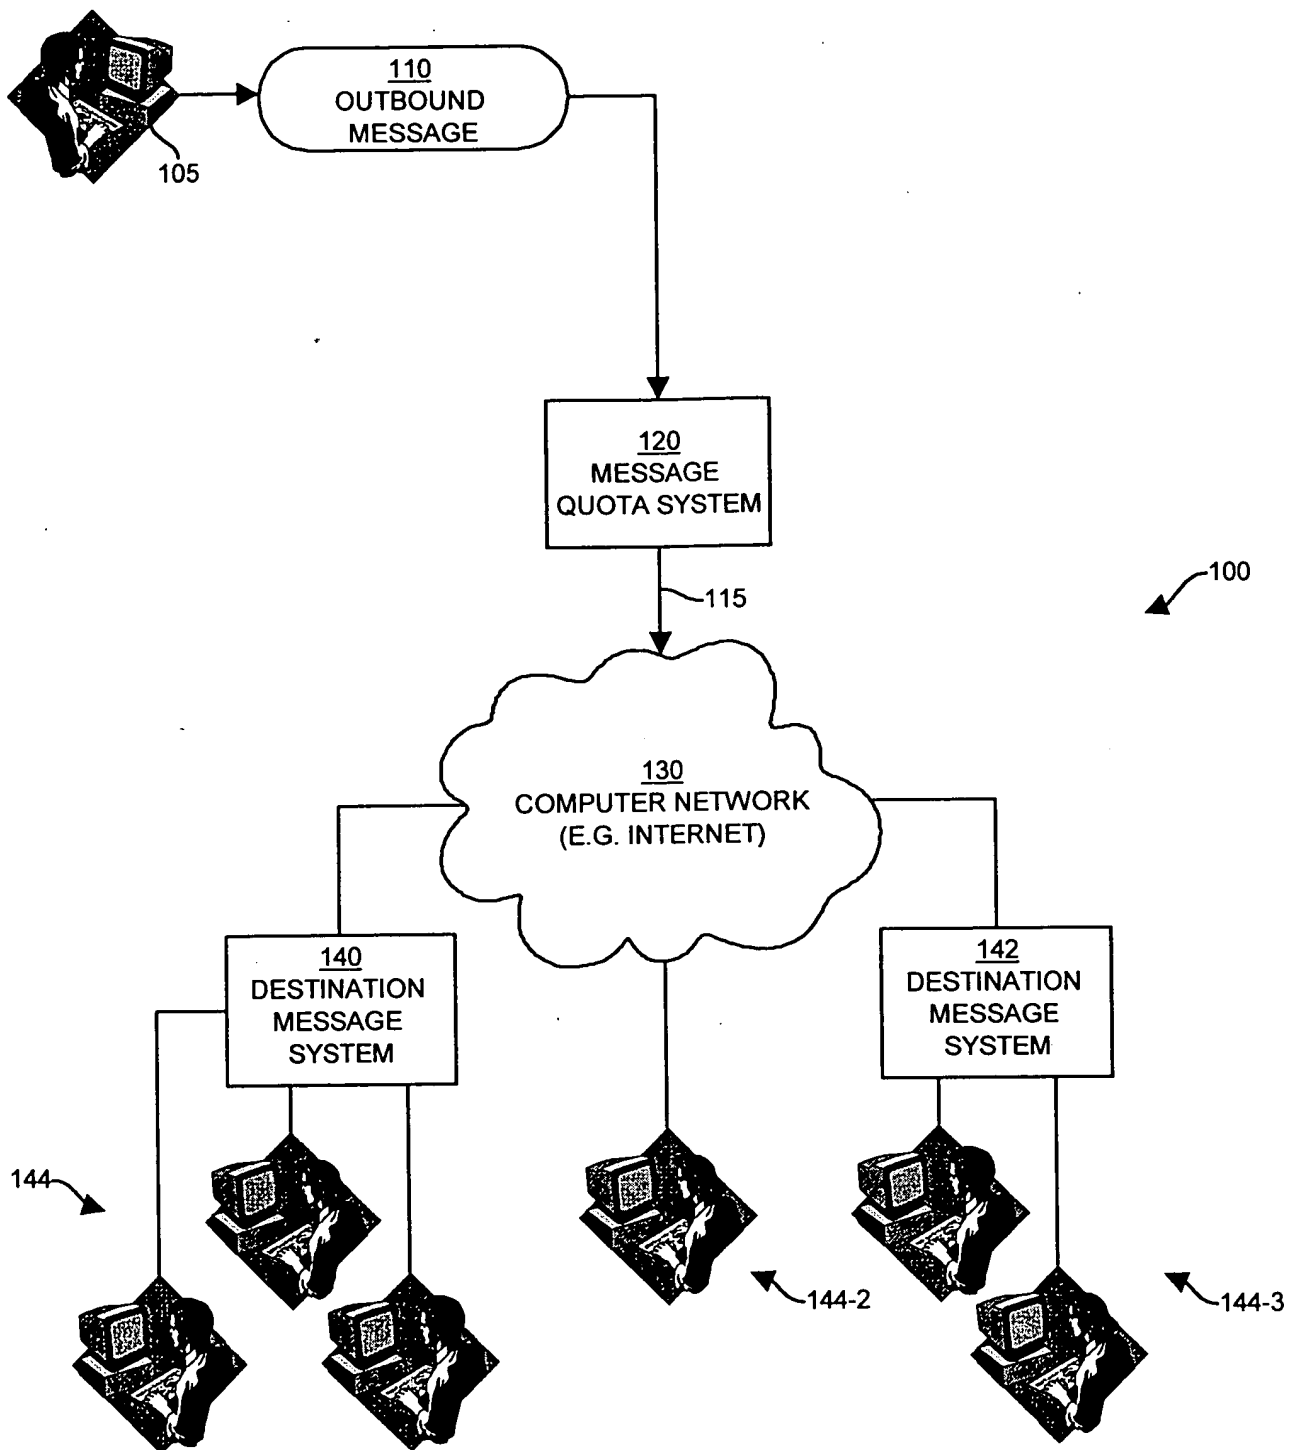 110
OUTBOUND
MESSAGE
105
120
MESSAGE
QUOTA SYSTEM
115
100
130
COMPUTER NETWORK
(E.G. INTERNET)
140
DESTINATION
MESSAGE
SYSTEM
142
DESTINATION
MESSAGE
SYSTEM
144
144-2
144-3